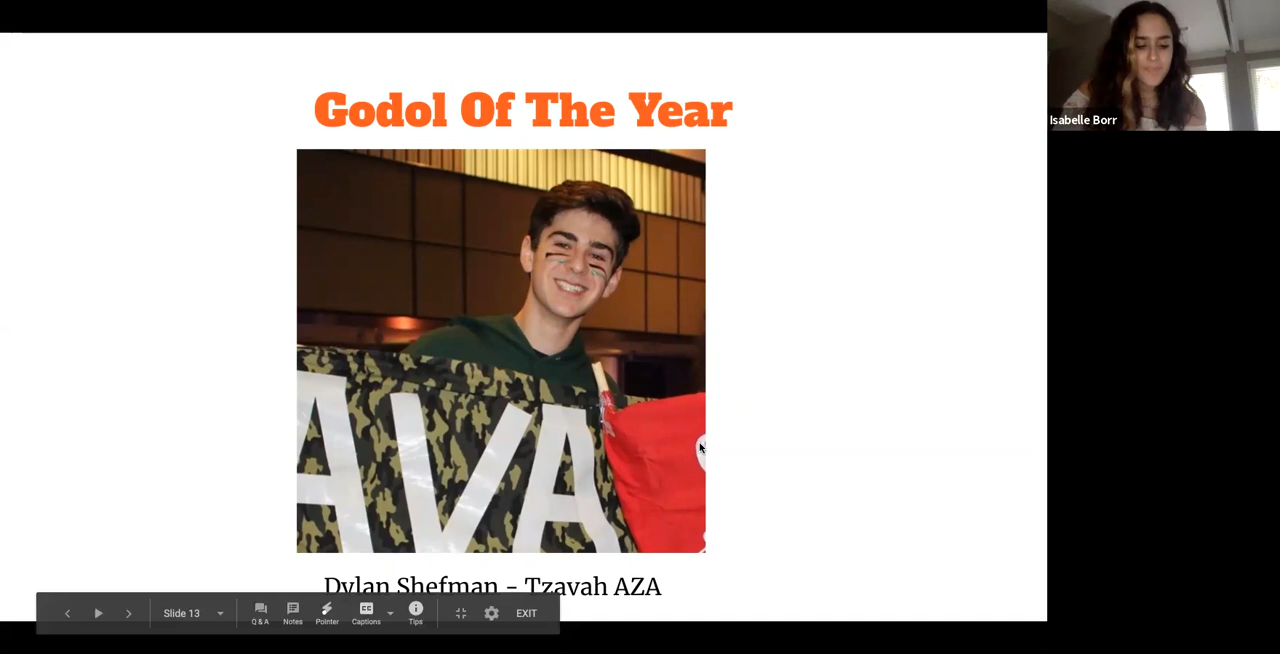 Godol Of The Year
Isabelle Borr
AVA
Dylan Shefman - Tzavah AZA
Slide 13
Q & A
Notes
Pointer
Captions
Tips
EXIT